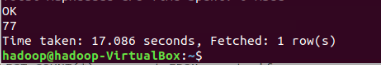 OK
77
Time taken: 17.086 seconds, Fetched: 1 row(s)
hadoop@hadoop-VirtualBox:~$